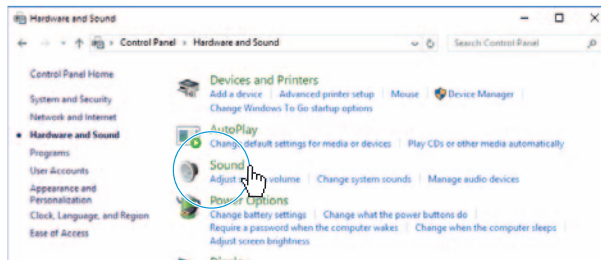 Hardware and Sound
Control Panel › Hardware and Sound
Search Control Panel
Control Panel Home
System and Security
Network and Internet
Hardware and Sound
Programs
User Accounts
Appearance and
Personalization
Clock, Language, and Region
Ease of Access
Devices and Printers
Add a device | Advanced printer setup | Mouse | Device Manager
Change Windows To Go startup options
AutoPlay
Change default settings for media or devices | Play CDs or other media automatically
Sound
Adjust volume | Change system sounds | Manage audio devices
Power Options
Change battery settings | Change what the power buttons do
Require a password when the computer wakes | Change when the computer sleeps
Adjust screen brightness